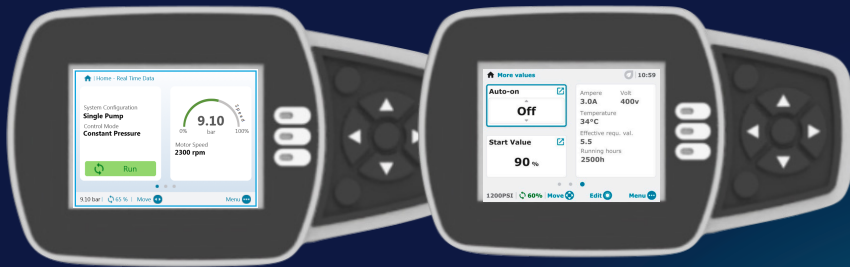 | Home - Real Time Data
System Configuration
Single Pump
Control Mode
Constant Pressure
Run
Speed
9.10
bar
0%
100%
Motor Speed
2300 rpm
9.10 bar | 65 % | Move
Menu
More values
10:59
Auto-on
Off
Start Value
90 %
Ampere Volt
3.0A 400v
Temperature
34°C
Effective requ. val.
5.5
Running hours
2500h
1200PSI | 60% | Move
Edit
Menu